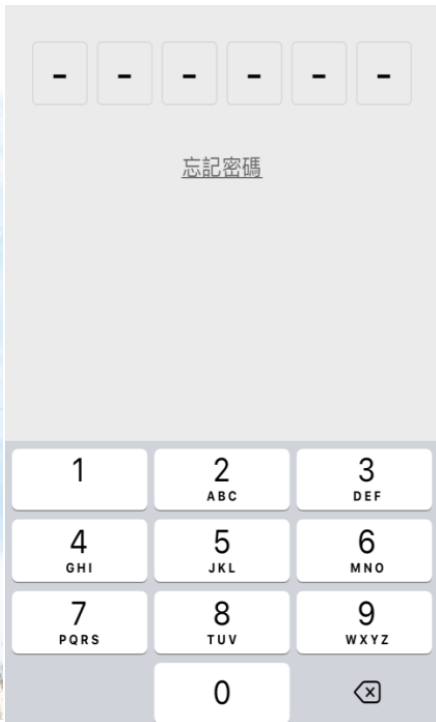 - - - - - -
忘記密碼
1 2 3
ABC DEF
4 5 6
GHI JKL MNO
7 8 9
PQRS TUV WXYZ
0